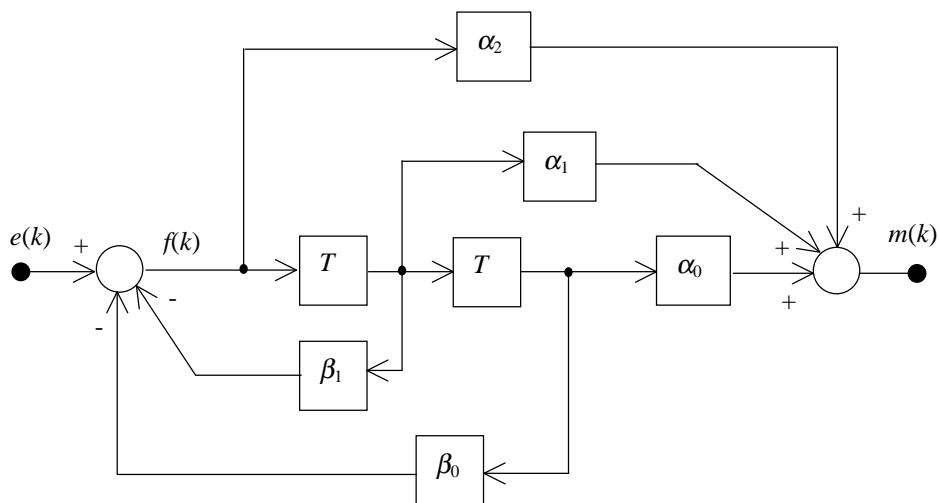 α₂
α₁
e(k) + f(k) T T α₀ + + + m(k)
- -
β₁
β₀